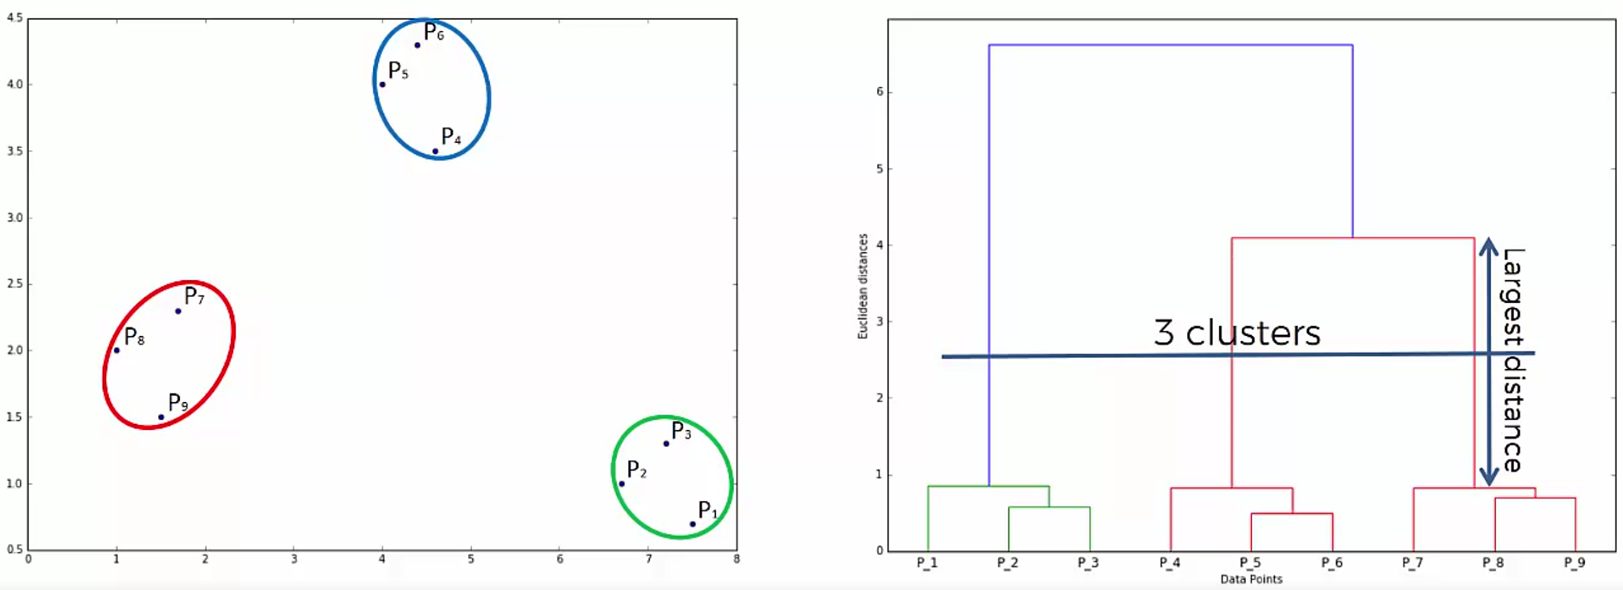 4.5
4.0
3.5
3.0
2.5
2.0
1.5
1.0
0.5
0 1 2 3 4 5 6 7 8
P₆
P₅
P₄
P₇
P₈
P₉
P₃
P₂
P₁
Euclidean distances
6
5
4
3
2
1
0
3 clusters
Largest distance
P_1 P_2 P_3 P_4 P_5 P_6 P_7 P_8 P_9
Data Points